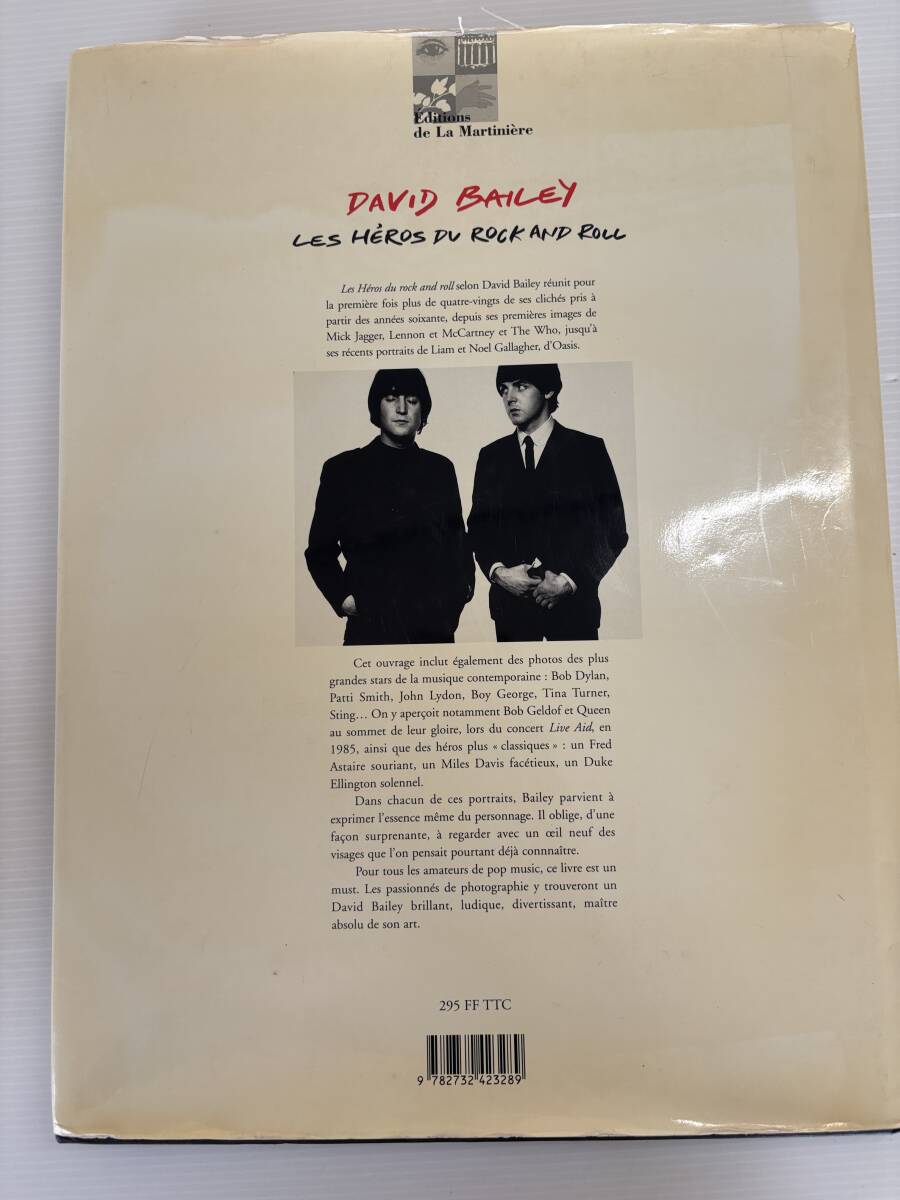 Éditions
de La Martinière
DAVID BAILEY
LES HÉROS DU ROCK AND ROLL
Les Héros du rock and roll selon David Bailey réunit pour
la première fois plus de quatre-vingts de ses clichés pris à
partir des années soixante, depuis ses premières images de
Mick Jagger, Lennon et McCartney et The Who, jusqu'à
ses récents portraits de Liam et Noel Gallagher, d'Oasis.
Cet ouvrage inclut également des photos des plus
grandes stars de la musique contemporaine : Bob Dylan,
Patti Smith, John Lydon, Boy George, Tina Turner,
Sting... On y aperçoit notamment Bob Geldof et Queen
au sommet de leur gloire, lors du concert Live Aid, en
1985, ainsi que des héros plus « classiques » : un Fred
Astaire souriant, un Miles Davis facétieux, un Duke
Ellington solennel.
Dans chacun de ces portraits, Bailey parvient à
exprimer l'essence même du personnage. Il oblige, d'une
façon surprenante, à regarder avec un œil neuf des
visages que l'on pensait pourtant déjà connnaître.
Pour tous les amateurs de pop music, ce livre est un
must. Les passionnés de photographie y trouveront un
David Bailey brillant, ludique, divertissant, maître
absolu de son art.
295 FF TTC
9 782732 423289